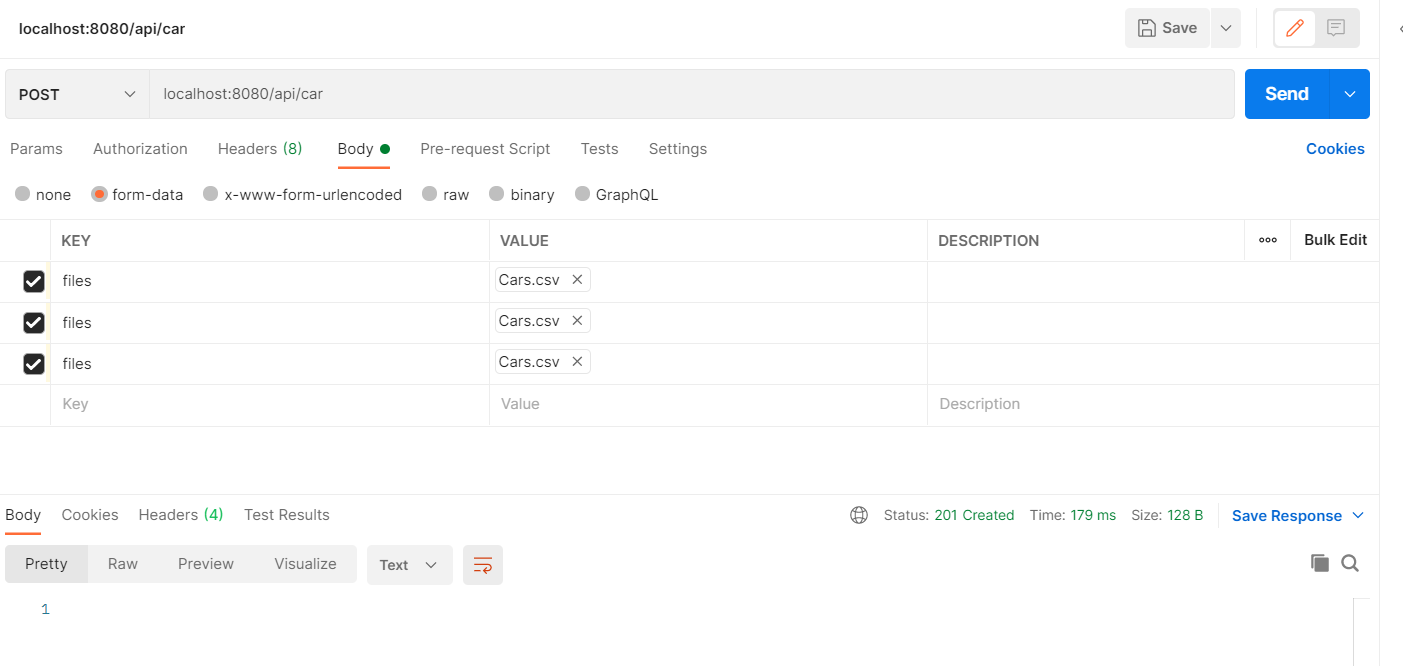 localhost:8080/api/car Save
POST localhost:8080/api/car Send
Params Authorization Headers (8) Body Pre-request Script Tests Settings Cookies
none form-data x-www-form-urlencoded raw binary GraphQL
KEY VALUE DESCRIPTION ooo Bulk Edit
files Cars.csv
files Cars.csv
files Cars.csv
Key Value Description
Body Cookies Headers (4) Test Results Status: 201 Created Time: 179 ms Size: 128 B Save Response
Pretty Raw Preview Visualize Text
1